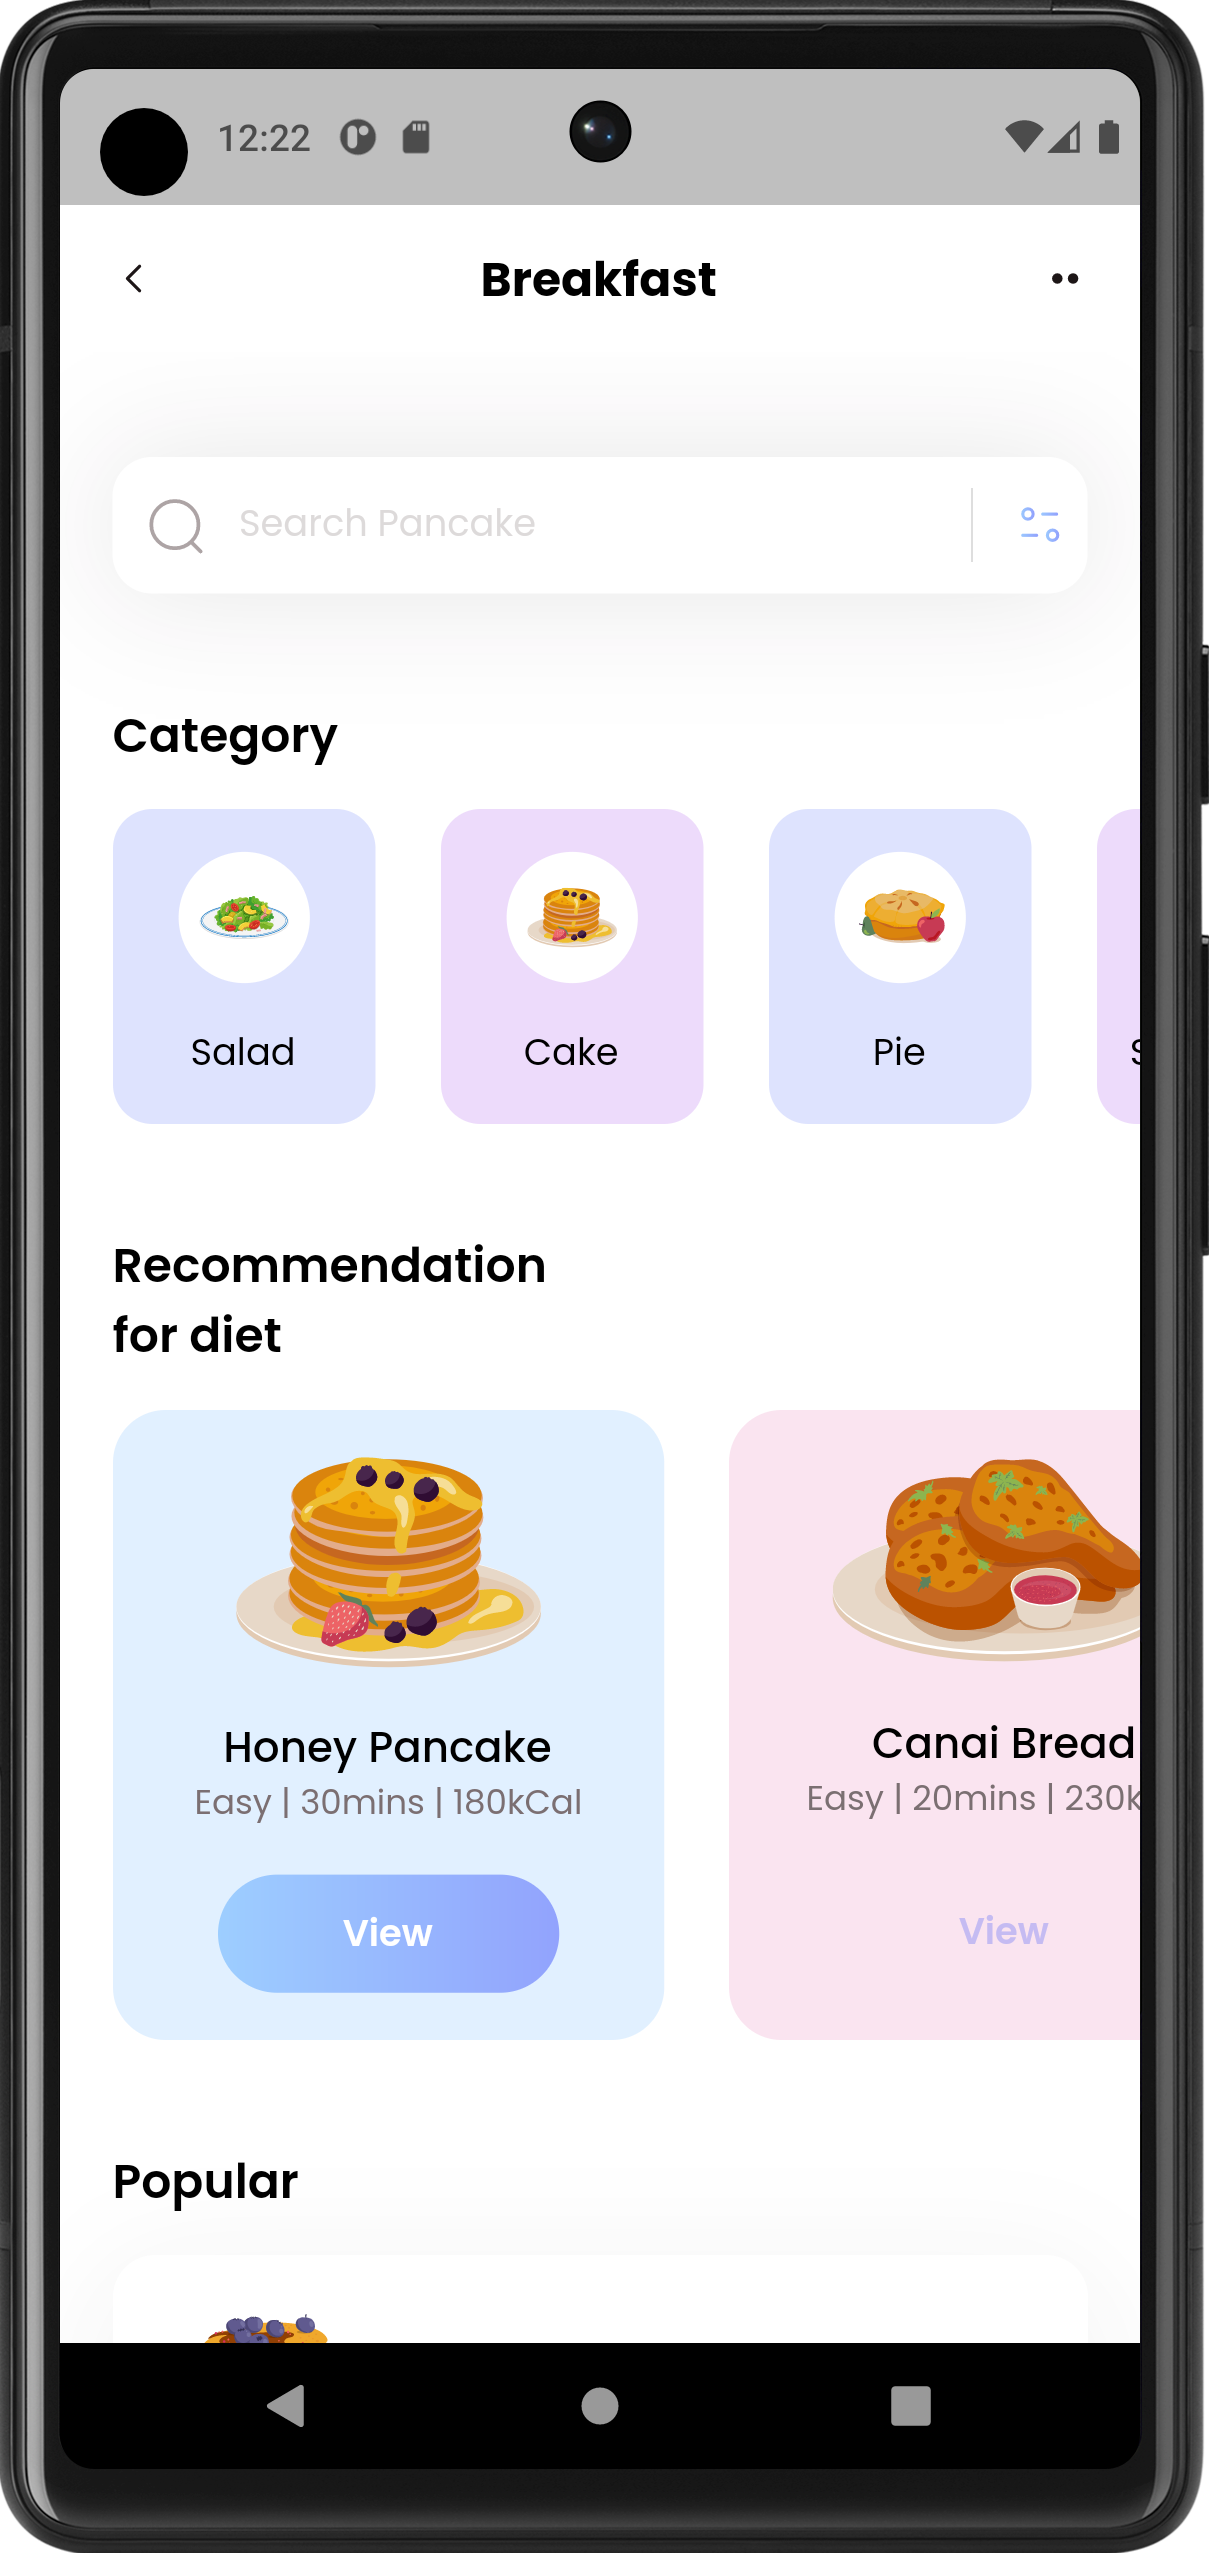 12:22
Breakfast
Search Pancake
Category
Salad
Cake
Pie
Recommendation
for diet
Honey Pancake
Canai Bread
Easy | 30mins | 180kCal
Easy | 20mins | 230k
View
View
Popular